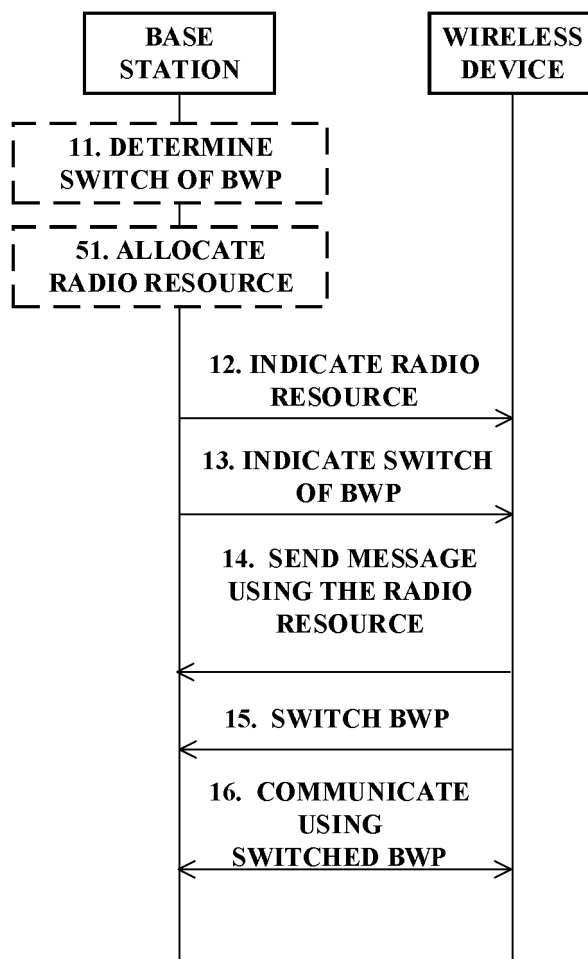 BASE
STATION
WIRELESS
DEVICE
11. DETERMINE
SWITCH OF BWP
51. ALLOCATE
RADIO RESOURCE
12. INDICATE RADIO
RESOURCE
13. INDICATE SWITCH
OF BWP
14. SEND MESSAGE
USING THE RADIO
RESOURCE
15. SWITCH BWP
16. COMMUNICATE
USING
SWITCHED BWP